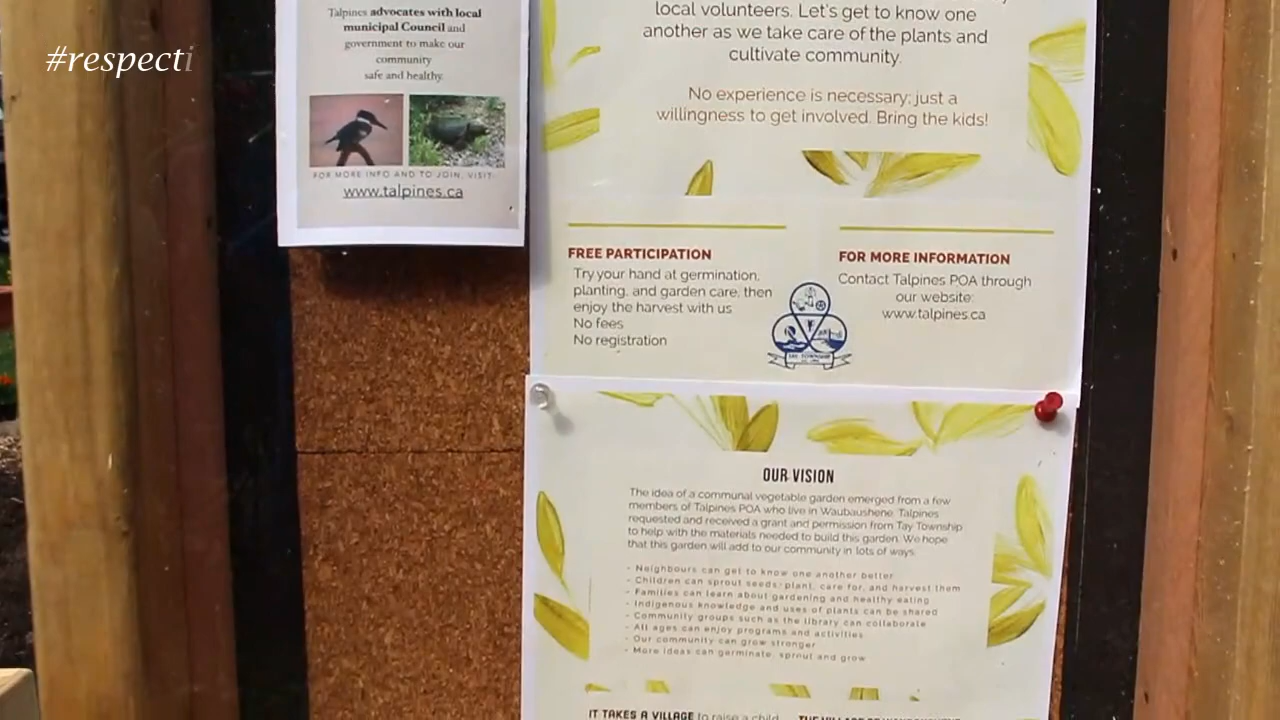 #respecti
Talpines advocates with local
municipal Council and
government to make our
community
safe and healthy.
FOR MORE INFO AND TO JOIN, VISIT:
www.talpines.ca
local volunteers. Let's get to know one
another as we take care of the plants and
cultivate community.
No experience is necessary; just a
willingness to get involved. Bring the kids!
FREE PARTICIPATION
Try your hand at germination,
planting, and garden care, then
enjoy the harvest with us
No fees
No registration
FOR MORE INFORMATION
Contact Talpines POA through
our website:
www.talpines.ca
TAY TOWNSHIP
OUR VISION
The idea of a communal vegetable garden emerged from a few
members of Talpines POA who live in Waubaushene. Talpines
requested and received a grant and permission from Tay Township
to help with the materials needed to build this garden. We hope
that this garden will add to our community in lots of ways.
- Neighbours can get to know one another better
- Children can sprout seeds, plant, care for, and harvest them
- Families can learn about gardening and healthy eating
- Indigenous knowledge and uses of plants can be shared
- Community groups such as the library can collaborate
- All ages can enjoy programs and activities
- Our community can grow stronger
- More ideas can germinate, sprout and grow
IT TAKES A VILLAGE to raise a child